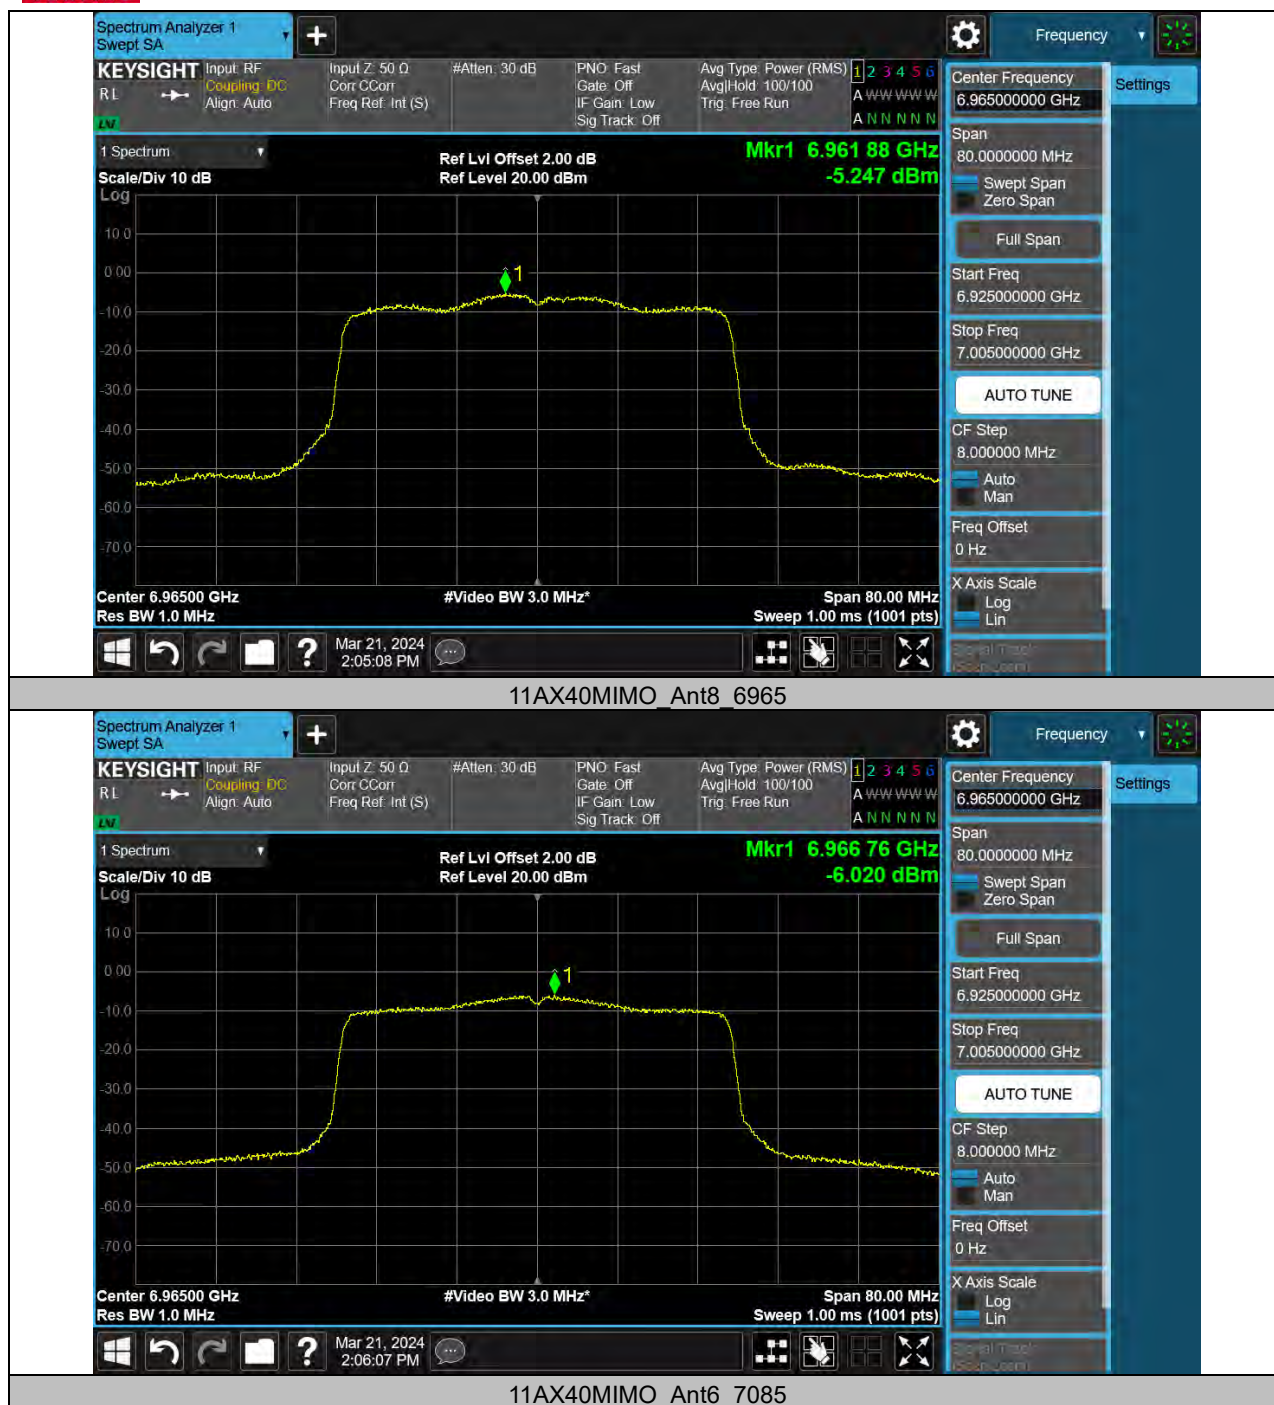 Spectrum Analyzer 1
Swept SA
Frequency
KEYSIGHT
RL
LNE
Input: RF
Coupling: DC
Align: Auto
Input Z: 50 Ω
Corr CCorr
Freq Ref: Int (S)
#Atten: 30 dB
PNO: Fast
Gate: Off
IF Gain: Low
Sig Track: Off
Avg Type: Power (RMS)
Avg|Hold: 100/100
Trig: Free Run
1 2 3 4 5 6
A W W W W W
A N N N N N
1 Spectrum
Scale/Div 10 dB
Ref Lvl Offset 2.00 dB
Ref Level 20.00 dBm
Mkr1 6.961 88 GHz
-5.247 dBm
Log
10.0
0.00
-10.0
-20.0
-30.0
-40.0
-50.0
-60.0
-70.0
1
Center 6.96500 GHz
Res BW 1.0 MHz
#Video BW 3.0 MHz*
Span 80.00 MHz
Sweep 1.00 ms (1001 pts)
Center Frequency
6.965000000 GHz
Settings
Span
80.0000000 MHz
Swept Span
Zero Span
Full Span
Start Freq
6.925000000 GHz
Stop Freq
7.005000000 GHz
AUTO TUNE
CF Step
8.000000 MHz
Auto
Man
Freq Offset
0 Hz
X Axis Scale
Log
Lin
Signal Track
(Span Zoom)
Mar 21, 2024
2:05:08 PM
11AX40MIMO_Ant8_6965
Spectrum Analyzer 1
Swept SA
Frequency
KEYSIGHT
RL
LNE
Input: RF
Coupling: DC
Align: Auto
Input Z: 50 Ω
Corr CCorr
Freq Ref: Int (S)
#Atten: 30 dB
PNO: Fast
Gate: Off
IF Gain: Low
Sig Track: Off
Avg Type: Power (RMS)
Avg|Hold: 100/100
Trig: Free Run
1 2 3 4 5 6
A W W W W W
A N N N N N
1 Spectrum
Scale/Div 10 dB
Ref Lvl Offset 2.00 dB
Ref Level 20.00 dBm
Mkr1 6.966 76 GHz
-6.020 dBm
Log
10.0
0.00
-10.0
-20.0
-30.0
-40.0
-50.0
-60.0
-70.0
1
Center 6.96500 GHz
Res BW 1.0 MHz
#Video BW 3.0 MHz*
Span 80.00 MHz
Sweep 1.00 ms (1001 pts)
Center Frequency
6.965000000 GHz
Settings
Span
80.0000000 MHz
Swept Span
Zero Span
Full Span
Start Freq
6.925000000 GHz
Stop Freq
7.005000000 GHz
AUTO TUNE
CF Step
8.000000 MHz
Auto
Man
Freq Offset
0 Hz
X Axis Scale
Log
Lin
Signal Track
(Span Zoom)
Mar 21, 2024
2:06:07 PM
11AX40MIMO_Ant6_7085